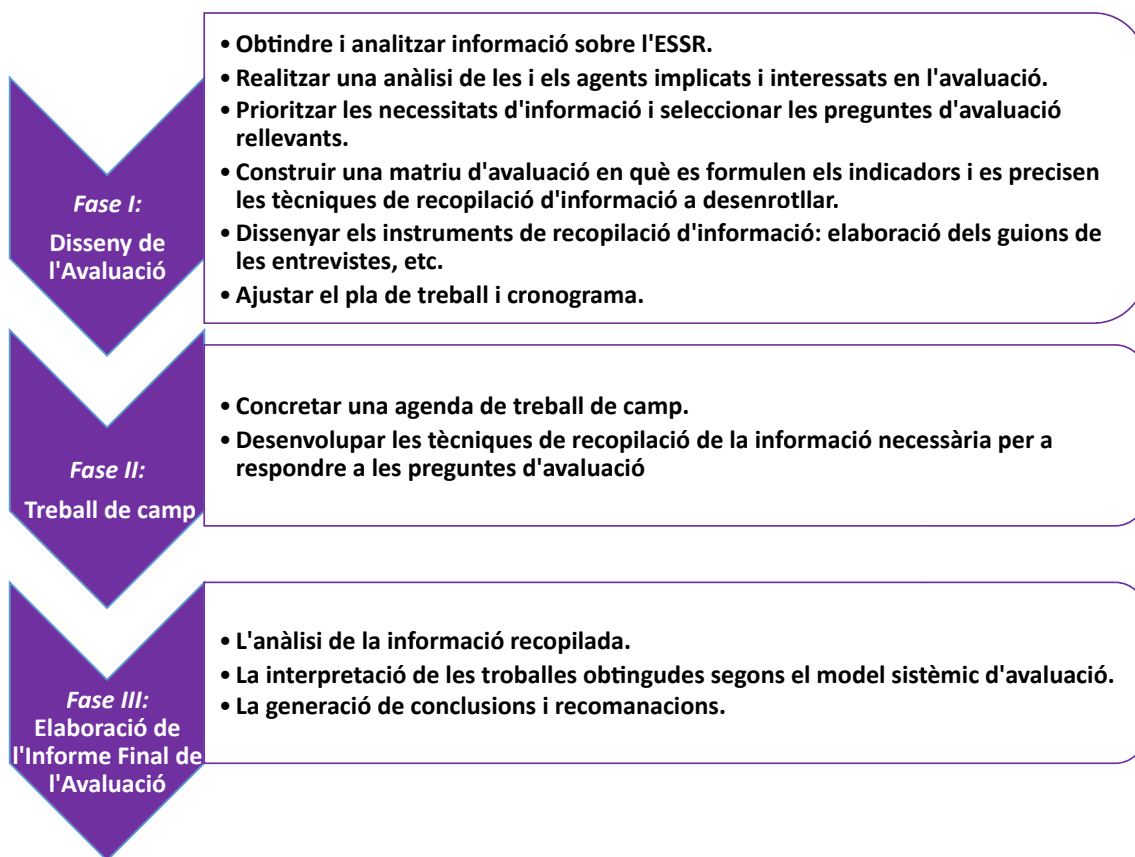 Fase I:
Disseny de
l'Avaluació
• Obtindre i analitzar informació sobre l'ESSR.
• Realitzar una anàlisi de les i els agents implicats i interessats en l'avaluació.
• Prioritzar les necessitats d'informació i seleccionar les preguntes d'avaluació
rellevants.
• Construir una matriu d'avaluació en què es formulen els indicadors i es precisen
les tècniques de recopilació d'informació a desenrotllar.
• Dissenyar els instruments de recopilació d'informació: elaboració dels guions de
les entrevistes, etc.
• Ajustar el pla de treball i cronograma.
Fase II:
Treball de camp
• Concretar una agenda de treball de camp.
• Desenvolupar les tècniques de recopilació de la informació necessària per a
respondre a les preguntes d'avaluació
Fase III:
Elaboració de
l'Informe Final de
l'Avaluació
• L'anàlisi de la informació recopilada.
• La interpretació de les troballes obtingudes segons el model sistèmic d'avaluació.
• La generació de conclusions i recomanacions.